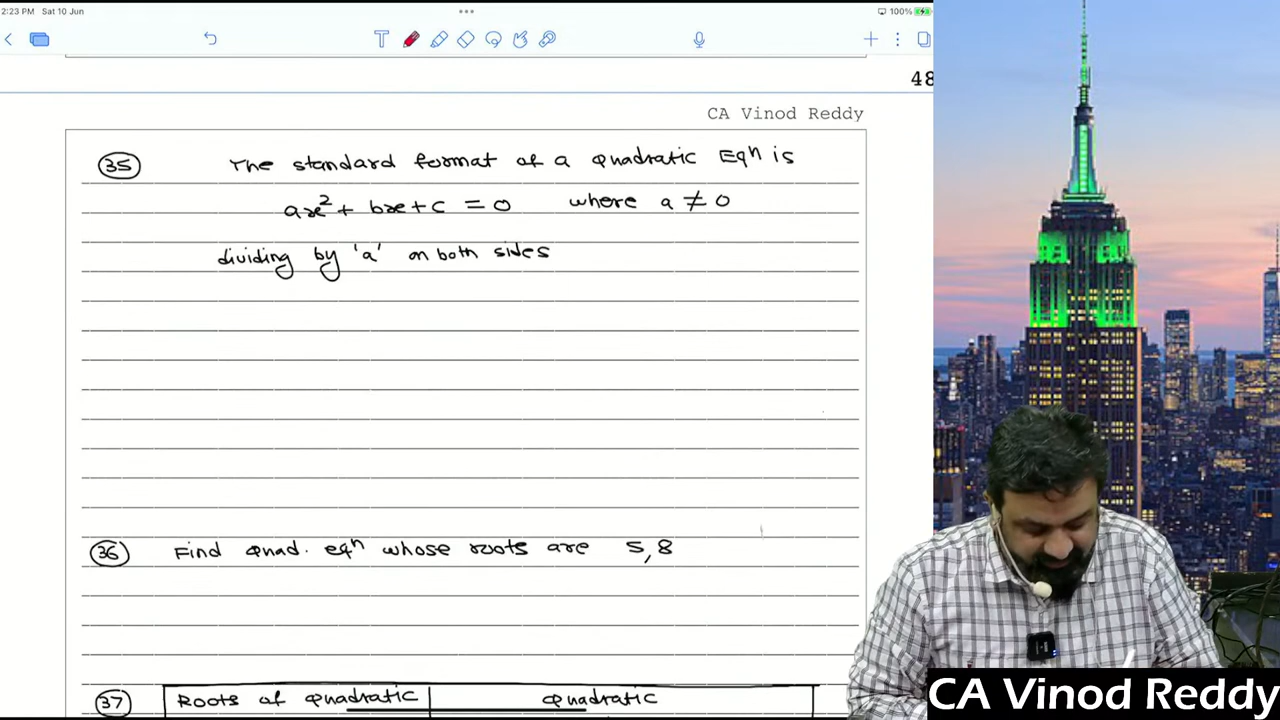 2:23 PM Sat 10 Jun
100%
T
48
CA Vinod Reddy
35 The standard format of a quadratic Eqn is
ax² + bx + c = 0 where a ≠ 0
dividing by 'a' on both sides
36 Find quad. eqn whose roots are 5,8
37 Roots of quadratic quadratic
CA Vinod Reddy